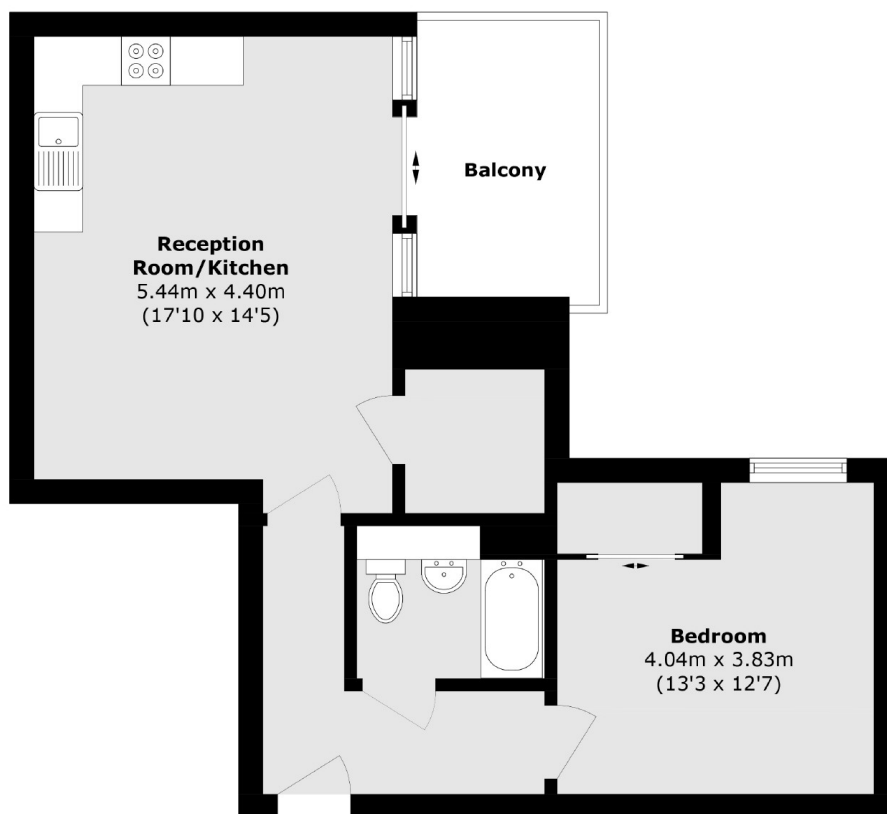 Balcony
Reception
Room/Kitchen
5.44m x 4.40m
(17'10 x 14'5)
Bedroom
4.04m x 3.83m
(13'3 x 12'7)